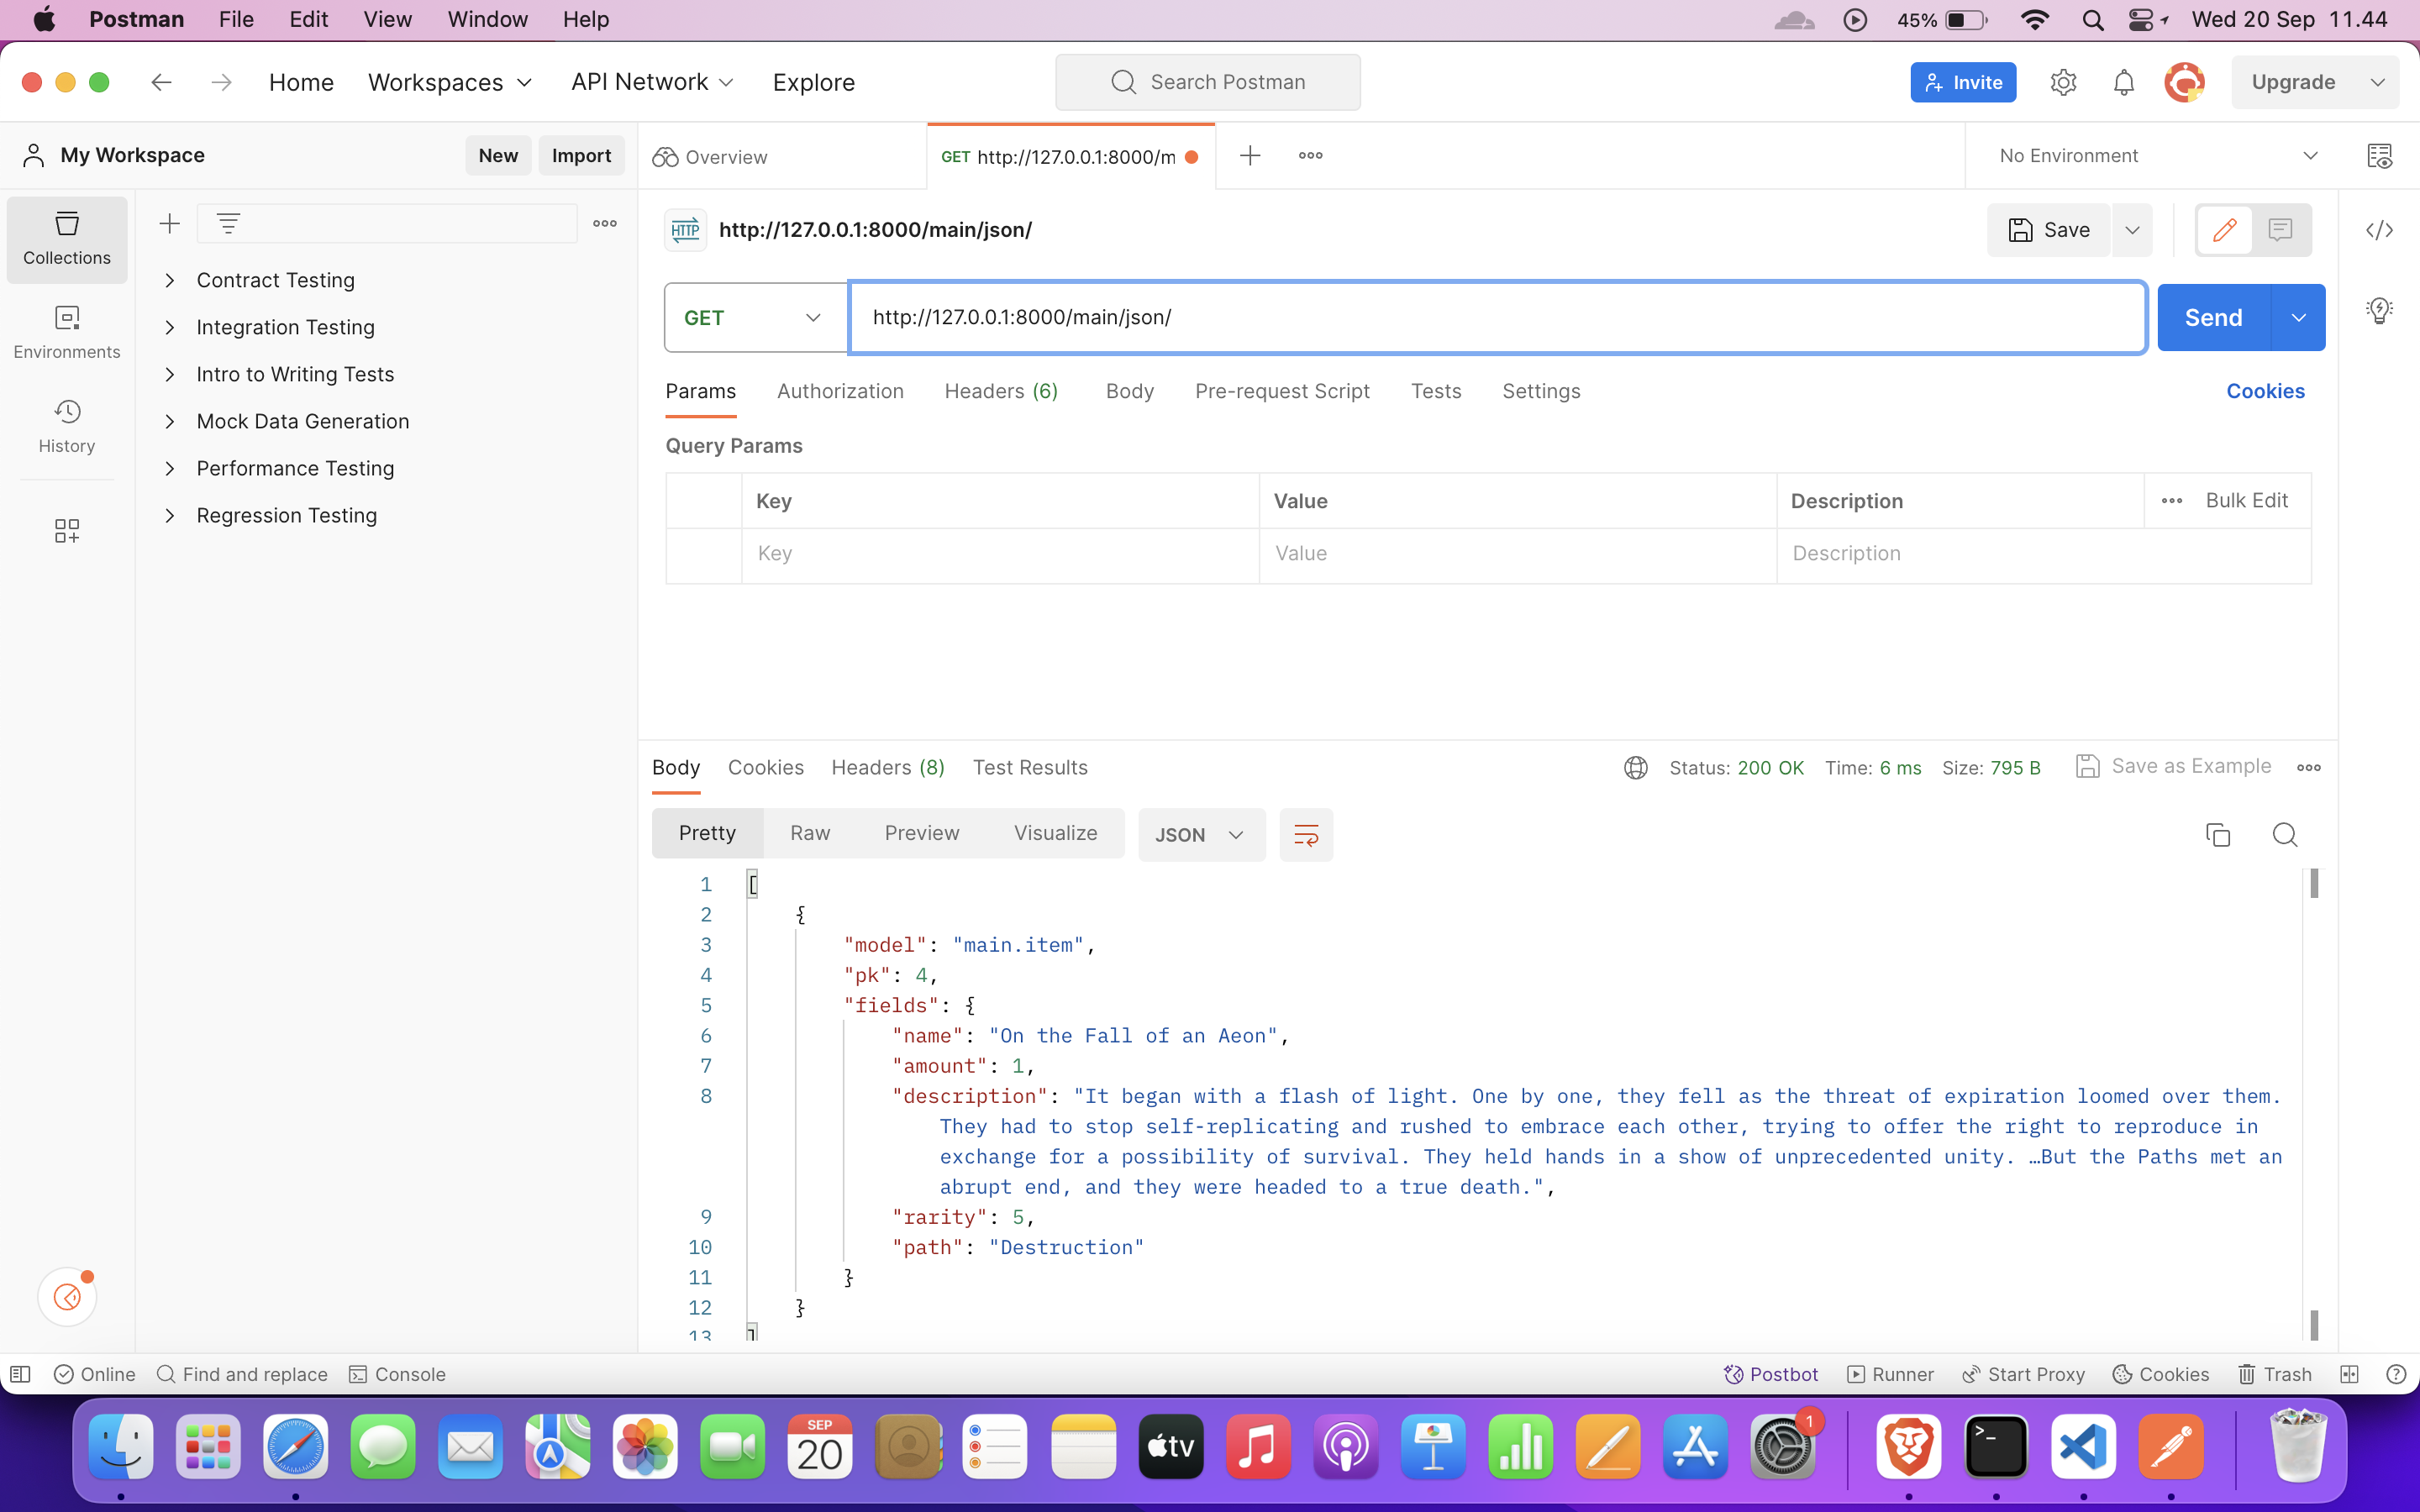 Postman File Edit View Window Help 45% Wed 20 Sep 11.44
Home Workspaces API Network Explore Search Postman Invite Upgrade
My Workspace New Import Overview GET http://127.0.0.1:8000/m No Environment
Collections
Environments
History
Contract Testing
Integration Testing
Intro to Writing Tests
Mock Data Generation
Performance Testing
Regression Testing
HTTP http://127.0.0.1:8000/main/json/ Save
GET http://127.0.0.1:8000/main/json/ Send
Params Authorization Headers (6) Body Pre-request Script Tests Settings Cookies
Query Params
Key Value Description Bulk Edit
Key Value Description
Body Cookies Headers (8) Test Results Status: 200 OK Time: 6 ms Size: 795 B Save as Example
Pretty Raw Preview Visualize JSON
1 [
2 {
3 "model": "main.item",
4 "pk": 4,
5 "fields": {
6 "name": "On the Fall of an Aeon",
7 "amount": 1,
8 "description": "It began with a flash of light. One by one, they fell as the threat of expiration loomed over them.
They had to stop self-replicating and rushed to embrace each other, trying to offer the right to reproduce in
exchange for a possibility of survival. They held hands in a show of unprecedented unity. …But the Paths met an
abrupt end, and they were headed to a true death.",
9 "rarity": 5,
10 "path": "Destruction"
11 }
12 }
13 ]
Online Find and replace Console Postbot Runner Start Proxy Cookies Trash
SEP
20
tv
1